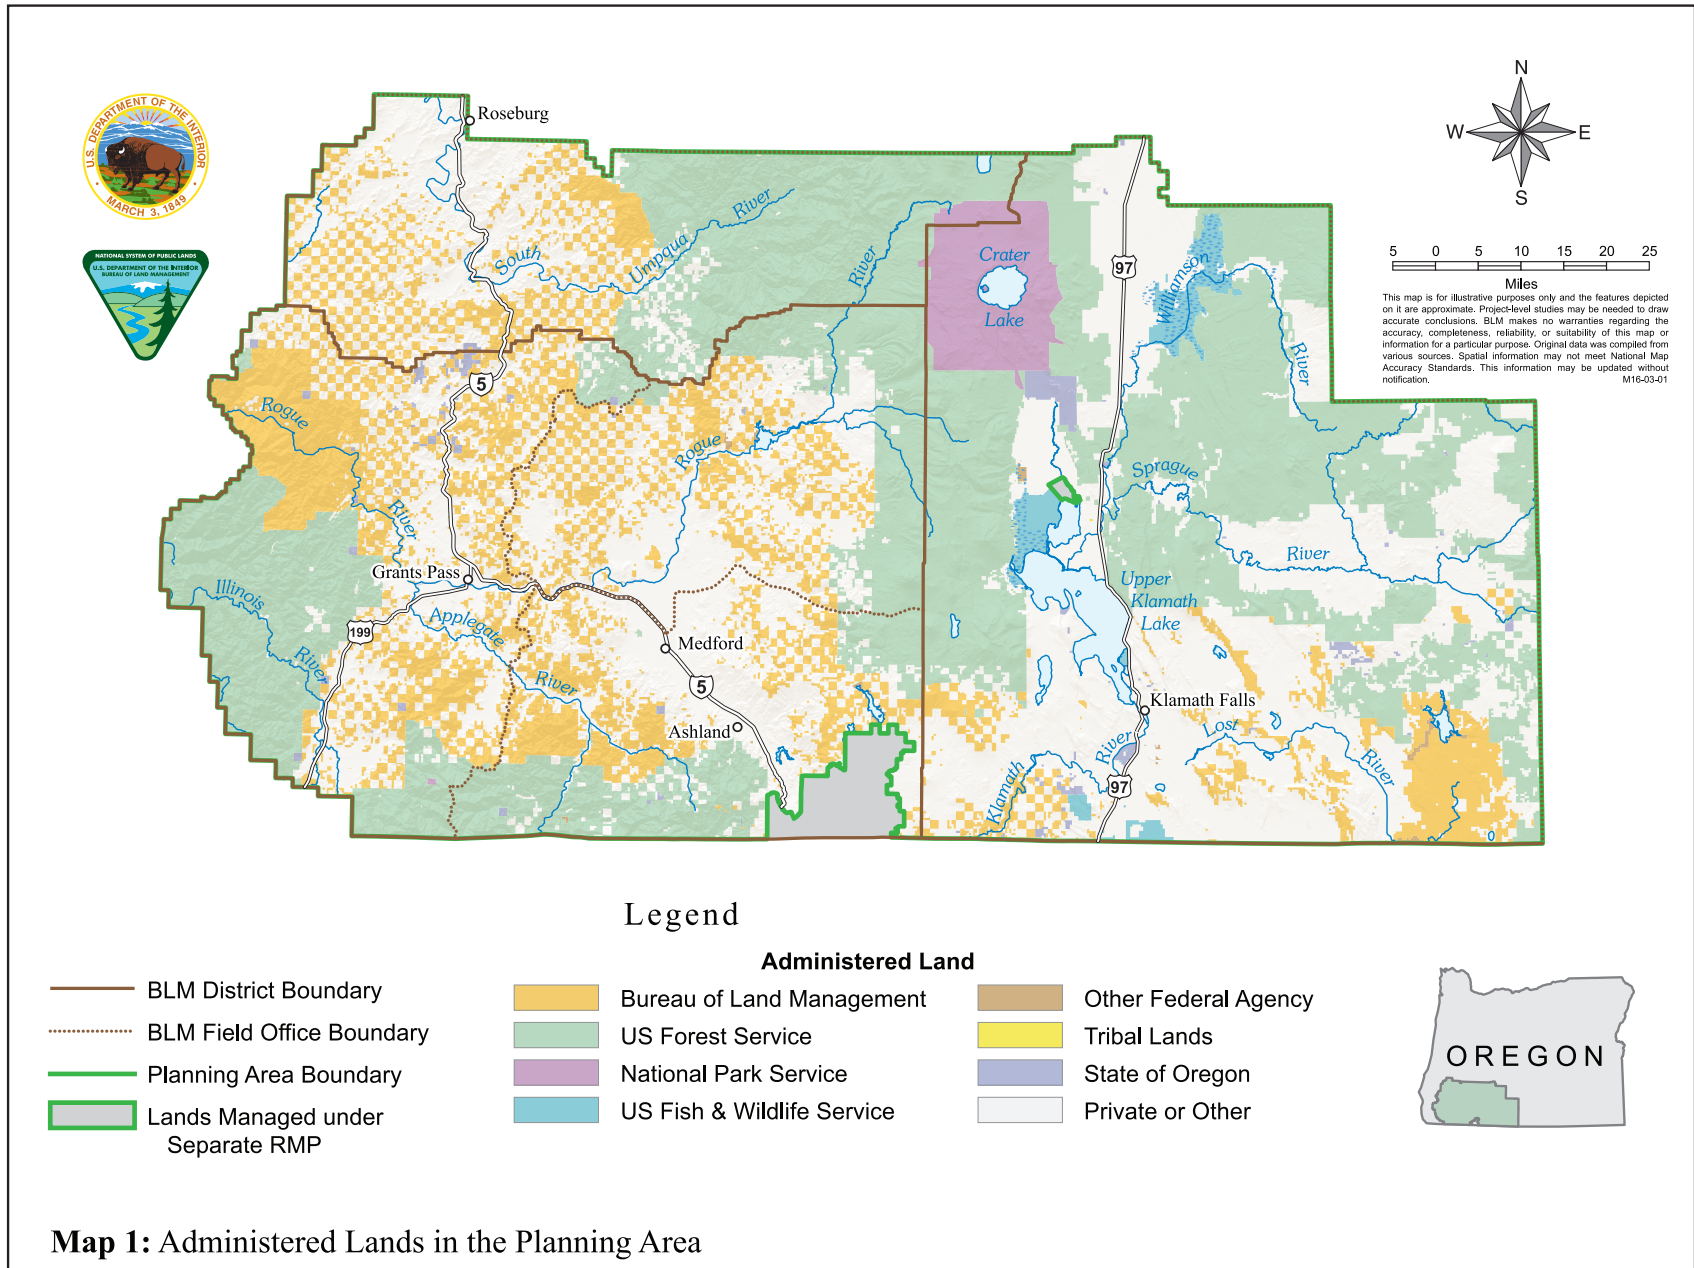 U.S. DEPARTMENT OF THE INTERIOR
MARCH 3, 1849
NATIONAL SYSTEM OF PUBLIC LANDS
U.S. DEPARTMENT OF THE INTERIOR
BUREAU OF LAND MANAGEMENT
N
W
E
S
5 0 5 10 15 20 25
Miles
This map is for illustrative purposes only and the features depicted
on it are approximate. Project-level studies may be needed to draw
accurate conclusions. BLM makes no warranties regarding the
accuracy, completeness, reliability, or suitability of this map or
information for a particular purpose. Original data was compiled from
various sources. Spatial information may not meet National Map
Accuracy Standards. This information may be updated without
notification. M16-03-01
Roseburg
South
Umpqua
River
River
Crater
Lake
97
Williamson
River
5
Rogue
River
Rogue
Sprague
River
Grants Pass
Illinois
River
199
Applegate
River
Medford
5
Ashland
Upper
Klamath
Lake
Klamath Falls
Lost
River
Klamath
River
97
Legend
BLM District Boundary
BLM Field Office Boundary
Planning Area Boundary
Lands Managed under
Separate RMP
Administered Land
Bureau of Land Management
US Forest Service
National Park Service
US Fish & Wildlife Service
Other Federal Agency
Tribal Lands
State of Oregon
Private or Other
OREGON
Map 1: Administered Lands in the Planning Area